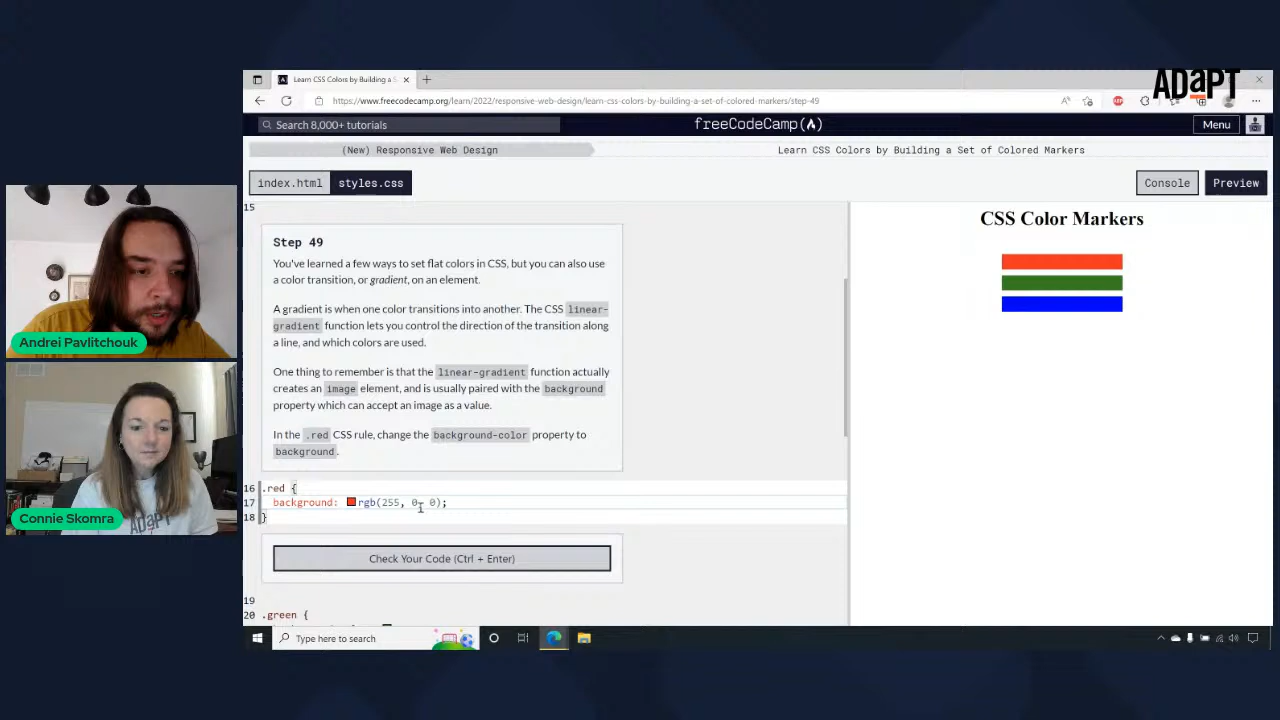 ADaPT
Learn CSS Colors by Building a S
https://www.freecodecamp.org/learn/2022/responsive-web-design/learn-css-colors-by-building-a-set-of-colored-markers/step-49
Search 8,000+ tutorials
freeCodeCamp
Menu
(New) Responsive Web Design
Learn CSS Colors by Building a Set of Colored Markers
index.html
styles.css
Console
Preview
15
Step 49
You've learned a few ways to set flat colors in CSS, but you can also use
a color transition, or gradient, on an element.
A gradient is when one color transitions into another. The CSS linear-
gradient function lets you control the direction of the transition along
a line, and which colors are used.
One thing to remember is that the linear-gradient function actually
creates an image element, and is usually paired with the background
property which can accept an image as a value.
In the .red CSS rule, change the background-color property to
background.
16 .red {
17 background: rgb(255, 0, 0);
18 }
Check Your Code (Ctrl + Enter)
19
20 .green {
CSS Color Markers
Andrei Pavlitchouk
Connie Skomra
ADaPT
Type here to search